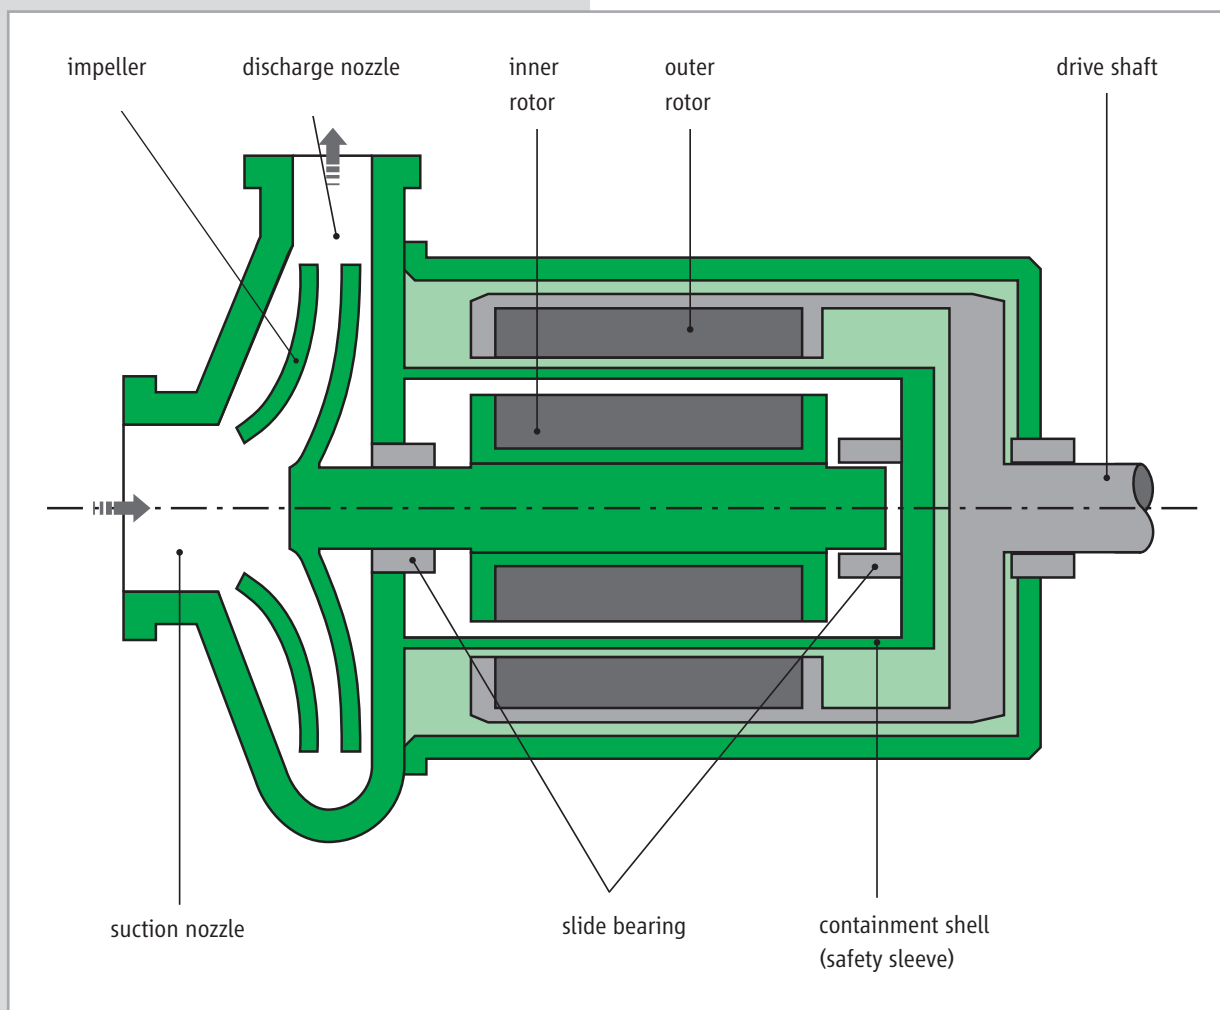 impeller
discharge nozzle
inner
rotor
outer
rotor
drive shaft
suction nozzle
slide bearing
containment shell
(safety sleeve)